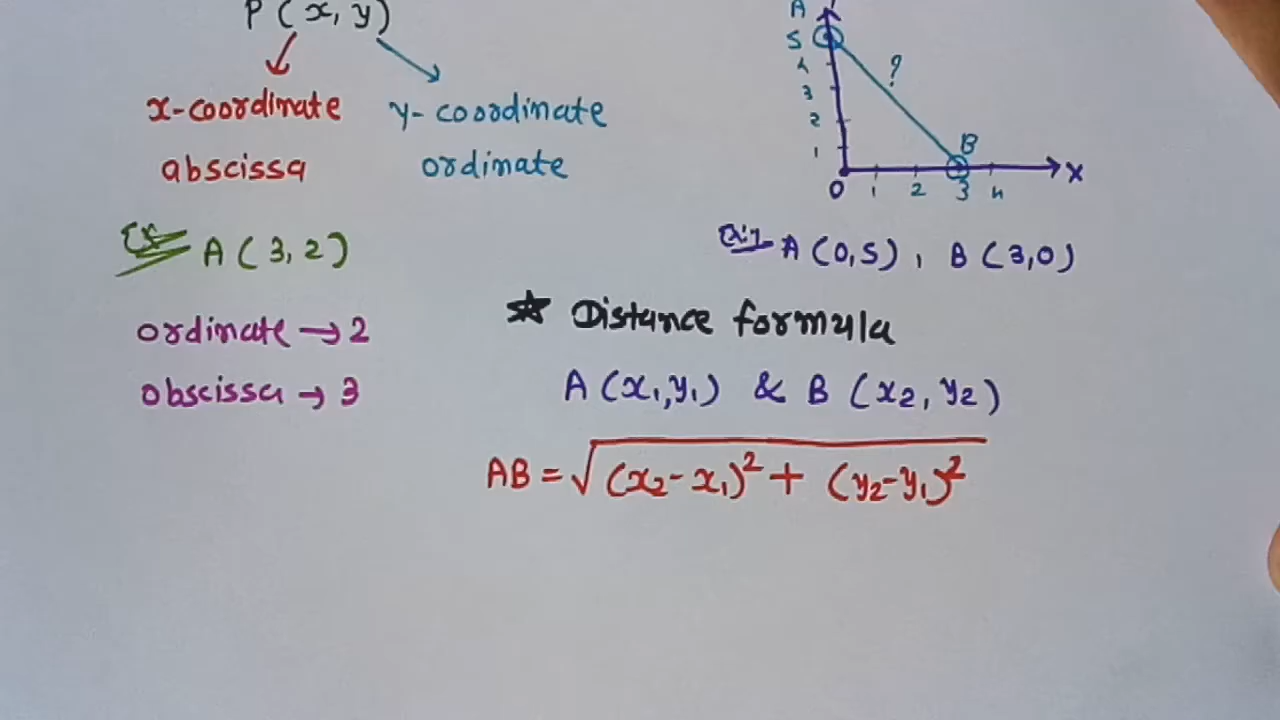 P (x, y)
x-coordinate y-coordinate
abscissa ordinate
Ex A (3, 2)
ordinate → 2
obscissa → 3
A
5
4
3
2
1
0 1 2 3 4 X
?
B
Ex:- A (0,5) , B (3,0)
☆ Distance formula
A (x₁,y₁) & B (x₂, y₂)
AB = √(x₂-x₁)² + (y₂-y₁)²